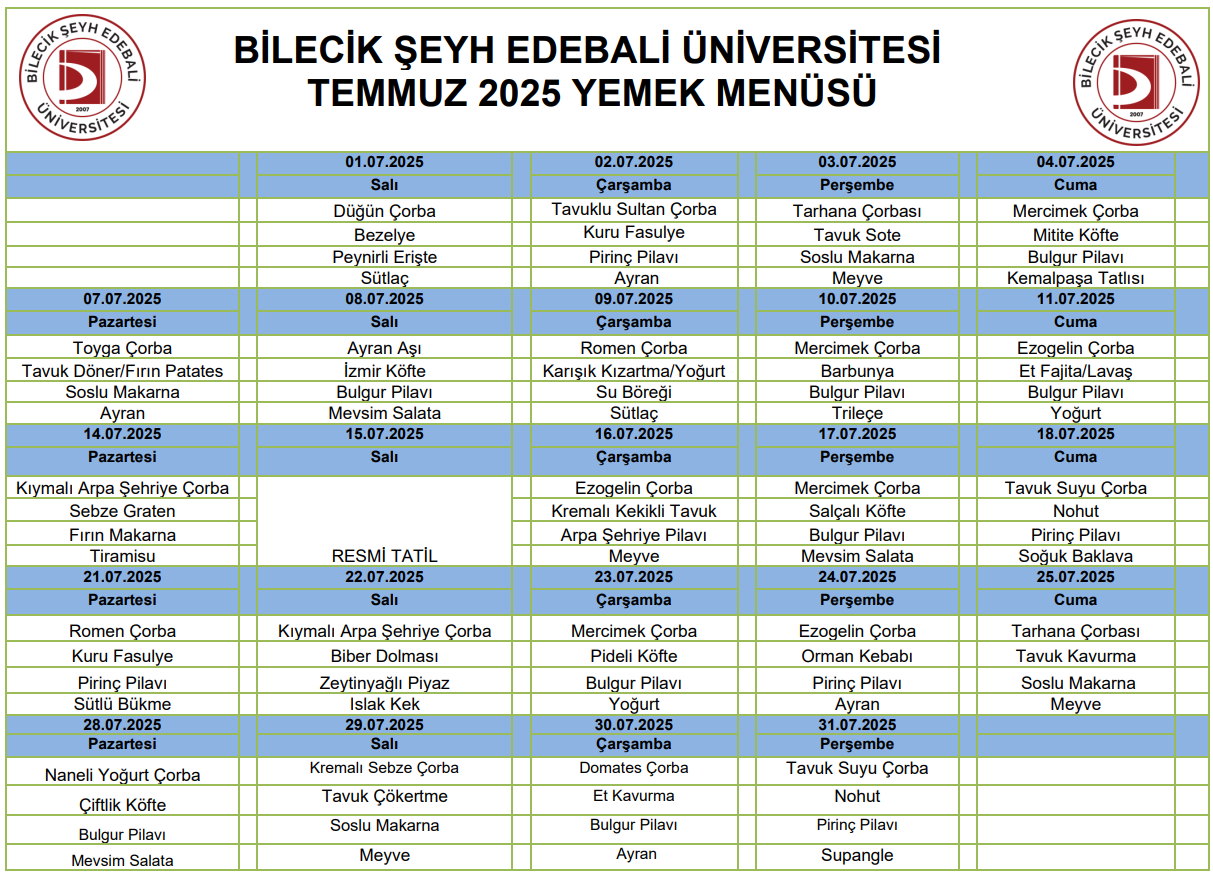 BİLECİK ŞEYH EDEBALİ ÜNİVERSİTESİ
TEMMUZ 2025 YEMEK MENÜSÜ
BİLECİK ŞEYH EDEBALİ ÜNİVERSİTESİ
2007
BİLECİK ŞEYH EDEBALİ ÜNİVERSİTESİ
2007
01.07.2025 02.07.2025 03.07.2025 04.07.2025
Salı Çarşamba Perşembe Cuma
Düğün Çorba Tavuklu Sultan Çorba Tarhana Çorbası Mercimek Çorba
Bezelye Kuru Fasulye Tavuk Sote Mitite Köfte
Peynirli Erişte Pirinç Pilavı Soslu Makarna Bulgur Pilavı
Sütlaç Ayran Meyve Kemalpaşa Tatlısı
07.07.2025 08.07.2025 09.07.2025 10.07.2025 11.07.2025
Pazartesi Salı Çarşamba Perşembe Cuma
Toyga Çorba Ayran Aşı Romen Çorba Mercimek Çorba Ezogelin Çorba
Tavuk Döner/Fırın Patates İzmir Köfte Karışık Kızartma/Yoğurt Barbunya Et Fajita/Lavaş
Soslu Makarna Bulgur Pilavı Su Böreği Bulgur Pilavı Bulgur Pilavı
Ayran Mevsim Salata Sütlaç Trileçe Yoğurt
14.07.2025 15.07.2025 16.07.2025 17.07.2025 18.07.2025
Pazartesi Salı Çarşamba Perşembe Cuma
Kıymalı Arpa Şehriye Çorba Ezogelin Çorba Mercimek Çorba Tavuk Suyu Çorba
Sebze Graten Kremalı Kekikli Tavuk Salçalı Köfte Nohut
Fırın Makarna Arpa Şehriye Pilavı Bulgur Pilavı Pirinç Pilavı
Tiramisu RESMİ TATİL Meyve Mevsim Salata Soğuk Baklava
21.07.2025 22.07.2025 23.07.2025 24.07.2025 25.07.2025
Pazartesi Salı Çarşamba Perşembe Cuma
Romen Çorba Kıymalı Arpa Şehriye Çorba Mercimek Çorba Ezogelin Çorba Tarhana Çorbası
Kuru Fasulye Biber Dolması Pideli Köfte Orman Kebabı Tavuk Kavurma
Pirinç Pilavı Zeytinyağlı Piyaz Bulgur Pilavı Pirinç Pilavı Soslu Makarna
Sütlü Bükme Islak Kek Yoğurt Ayran Meyve
28.07.2025 29.07.2025 30.07.2025 31.07.2025
Pazartesi Salı Çarşamba Perşembe
Naneli Yoğurt Çorba Kremalı Sebze Çorba Domates Çorba Tavuk Suyu Çorba
Çiftlik Köfte Tavuk Çökertme Et Kavurma Nohut
Bulgur Pilavı Soslu Makarna Bulgur Pilavı Pirinç Pilavı
Mevsim Salata Meyve Ayran Supangle